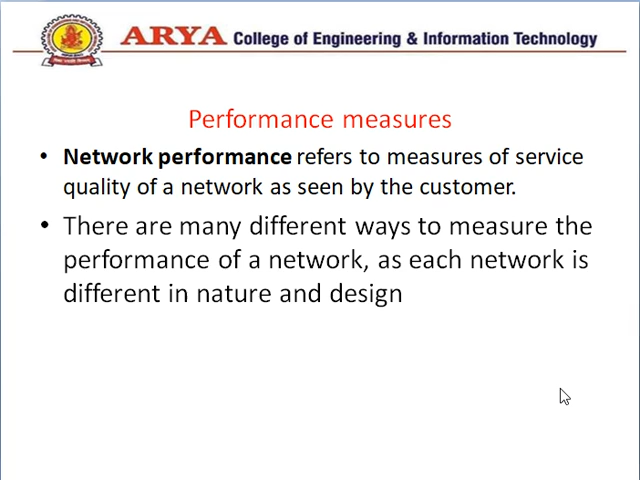 ARYA College of Engineering & Information Technology
Performance measures
• Network performance refers to measures of service
quality of a network as seen by the customer.
• There are many different ways to measure the
performance of a network, as each network is
different in nature and design